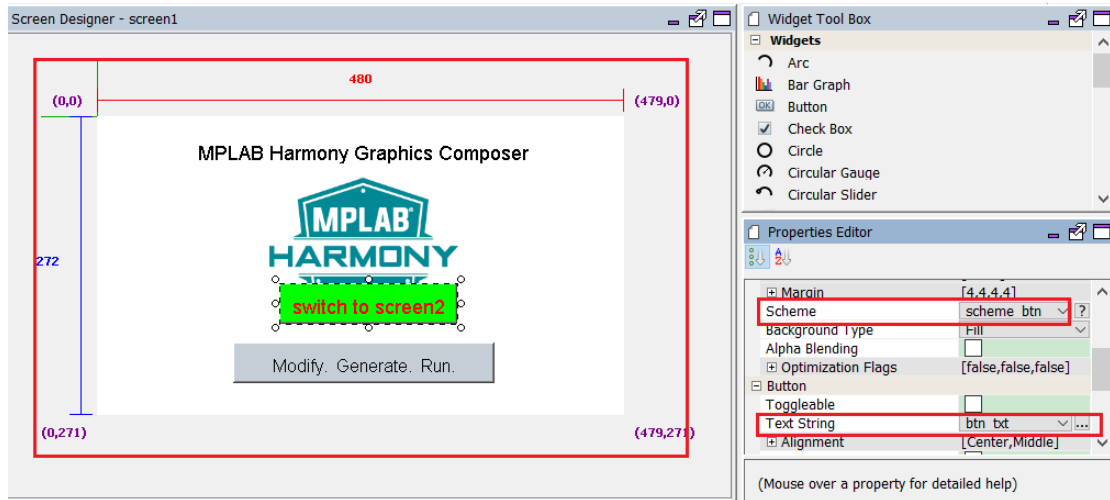 Screen Designer - screen1
480
(0,0)
(479,0)
MPLAB Harmony Graphics Composer
MPLAB
HARMONY
272
switch to screen2
Modify. Generate. Run.
(0,271)
(479,271)
Widget Tool Box
Widgets
Arc
Bar Graph
OK Button
Check Box
Circle
Circular Gauge
Circular Slider
Properties Editor
Margin [4,4,4,4]
Scheme scheme_btn ?
Background Type Fill
Alpha Blending
Optimization Flags [false,false,false]
Button
Toggleable
Text String btn_txt ...
Alignment [Center,Middle]
(Mouse over a property for detailed help)